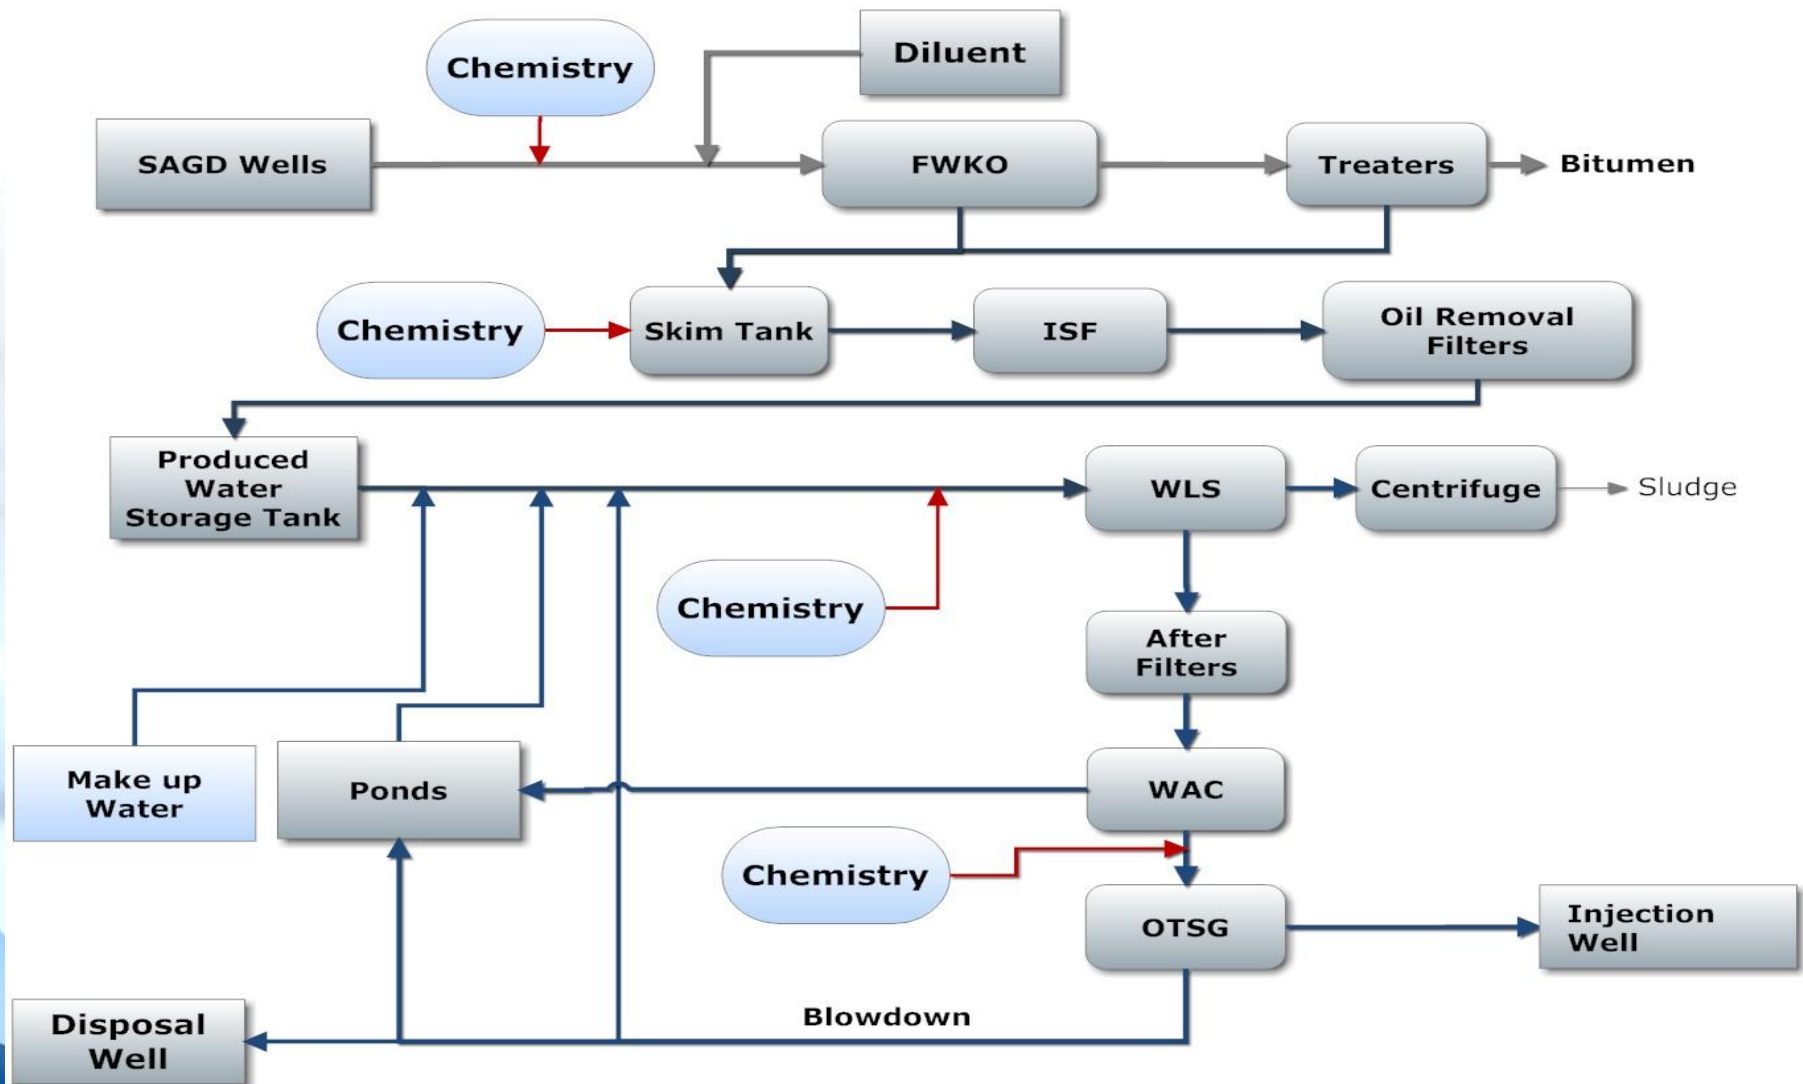 Diluent
Chemistry
SAGD Wells
FWKO
Treaters
Bitumen
Chemistry
Skim Tank
ISF
Oil Removal
Filters
Produced
Water
Storage Tank
WLS
Centrifuge
Sludge
Chemistry
After
Filters
Make up
Water
Ponds
WAC
Chemistry
OTSG
Injection
Well
Blowdown
Disposal
Well